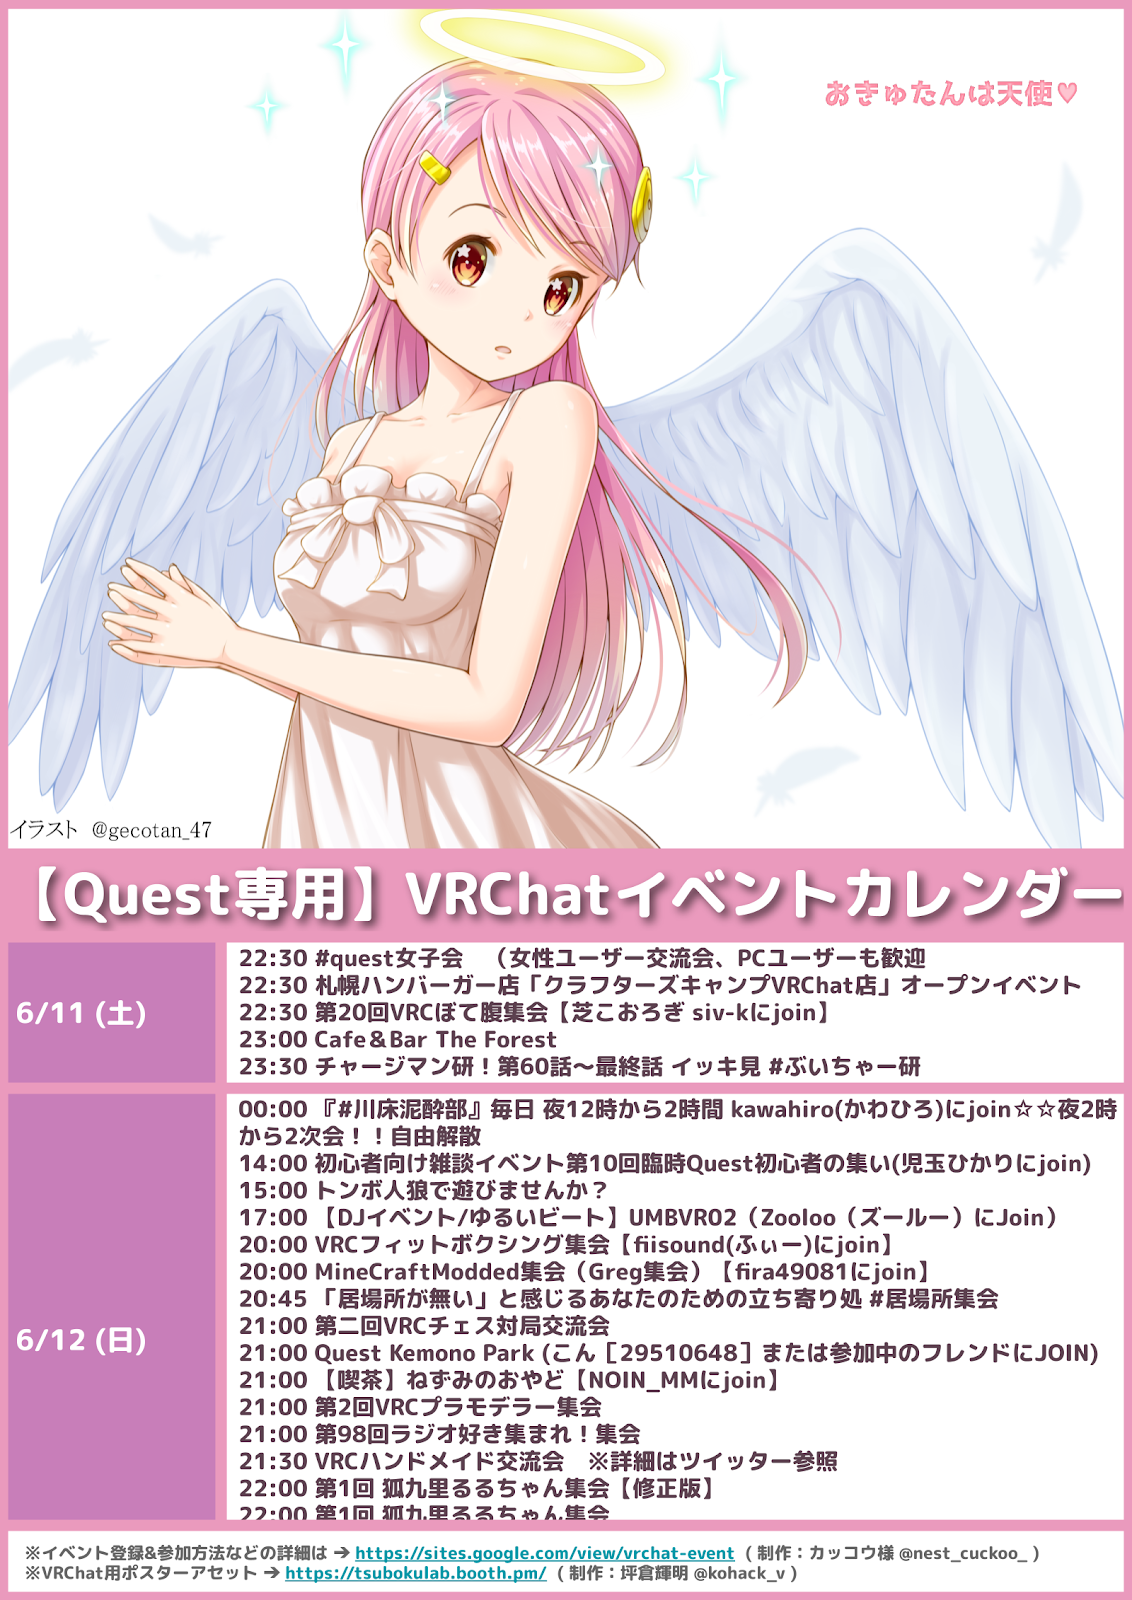 おきゅたんは天使♥
イラスト @gecotan_47
【Quest専用】VRChatイベントカレンダー
6/11 (土)
22:30 #quest女子会 （女性ユーザー交流会、PCユーザーも歓迎
22:30 札幌ハンバーガー店「クラフターズキャンプVRChat店」オープンイベント
22:30 第20回VRCぽて腹集会【芝こおろぎ siv-kにjoin】
23:00 Cafe＆Bar The Forest
23:30 チャージマン研！第60話〜最終話 イッキ見 #ぶいちゃー研
6/12 (日)
00:00 『#川床泥酔部』毎日 夜12時から2時間 kawahiro(かわひろ)にjoin☆☆夜2時
から2次会！！自由解散
14:00 初心者向け雑談イベント第10回臨時Quest初心者の集い(児玉ひかりにjoin)
15:00 トンボ人狼で遊びませんか？
17:00 【DJイベント/ゆるいビート】UMBVR02（Zooloo（ズールー）にJoin）
20:00 VRCフィットボクシング集会【fiisound(ふぃー)にjoin】
20:00 MineCraftModded集会（Greg集会）【fira49081にjoin】
20:45 「居場所が無い」と感じるあなたのための立ち寄り処 #居場所集会
21:00 第二回VRCチェス対局交流会
21:00 Quest Kemono Park (こん［29510648］または参加中のフレンドにJOIN)
21:00 【喫茶】ねずみのおやど【NOIN_MMにjoin】
21:00 第2回VRCプラモデラー集会
21:00 第98回ラジオ好き集まれ！集会
21:30 VRCハンドメイド交流会 ※詳細はツイッター参照
22:00 第1回 狐九里るるちゃん集会【修正版】
22:00 第1回 狐九里るるちゃん集会
※イベント登録&参加方法などの詳細は ➔ https://sites.google.com/view/vrchat-event （制作：カッコウ様 @nest_cuckoo_ ）
※VRChat用ポスターアセット ➔ https://tsubokulab.booth.pm/ （制作：坪倉輝明 @kohack_v ）